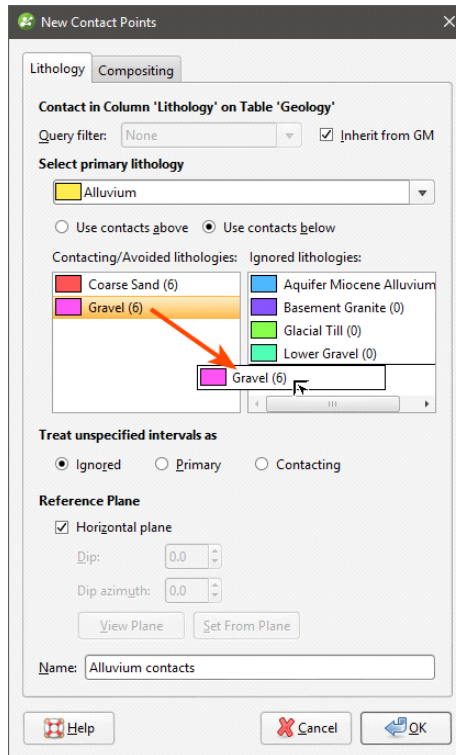 New Contact Points
Lithology Compositing
Contact in Column 'Lithology' on Table 'Geology'
Query filter: None Inherit from GM
Select primary lithology
Alluvium
Use contacts above Use contacts below
Contacting/Avoided lithologies: Ignored lithologies:
Coarse Sand (6) Aquifer Miocene Alluvium
Gravel (6) Basement Granite (0)
Glacial Till (0)
Lower Gravel (0)
Gravel (6)
Treat unspecified intervals as
Ignored Primary Contacting
Reference Plane
Horizontal plane
Dip: 0.0
Dip azimuth: 0.0
View Plane Set From Plane
Name: Alluvium contacts
Help Cancel OK